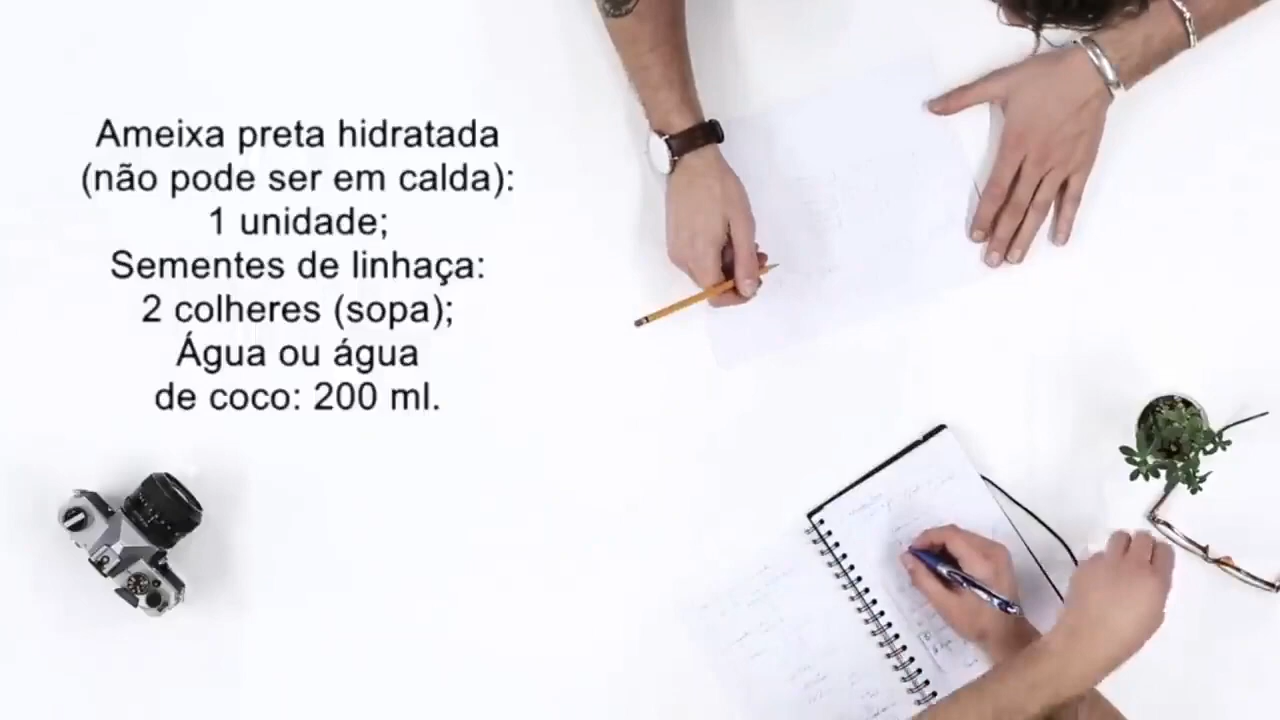 Ameixa preta hidratada
(não pode ser em calda):
1 unidade;
Sementes de linhaça:
2 colheres (sopa);
Água ou água
de coco: 200 ml.